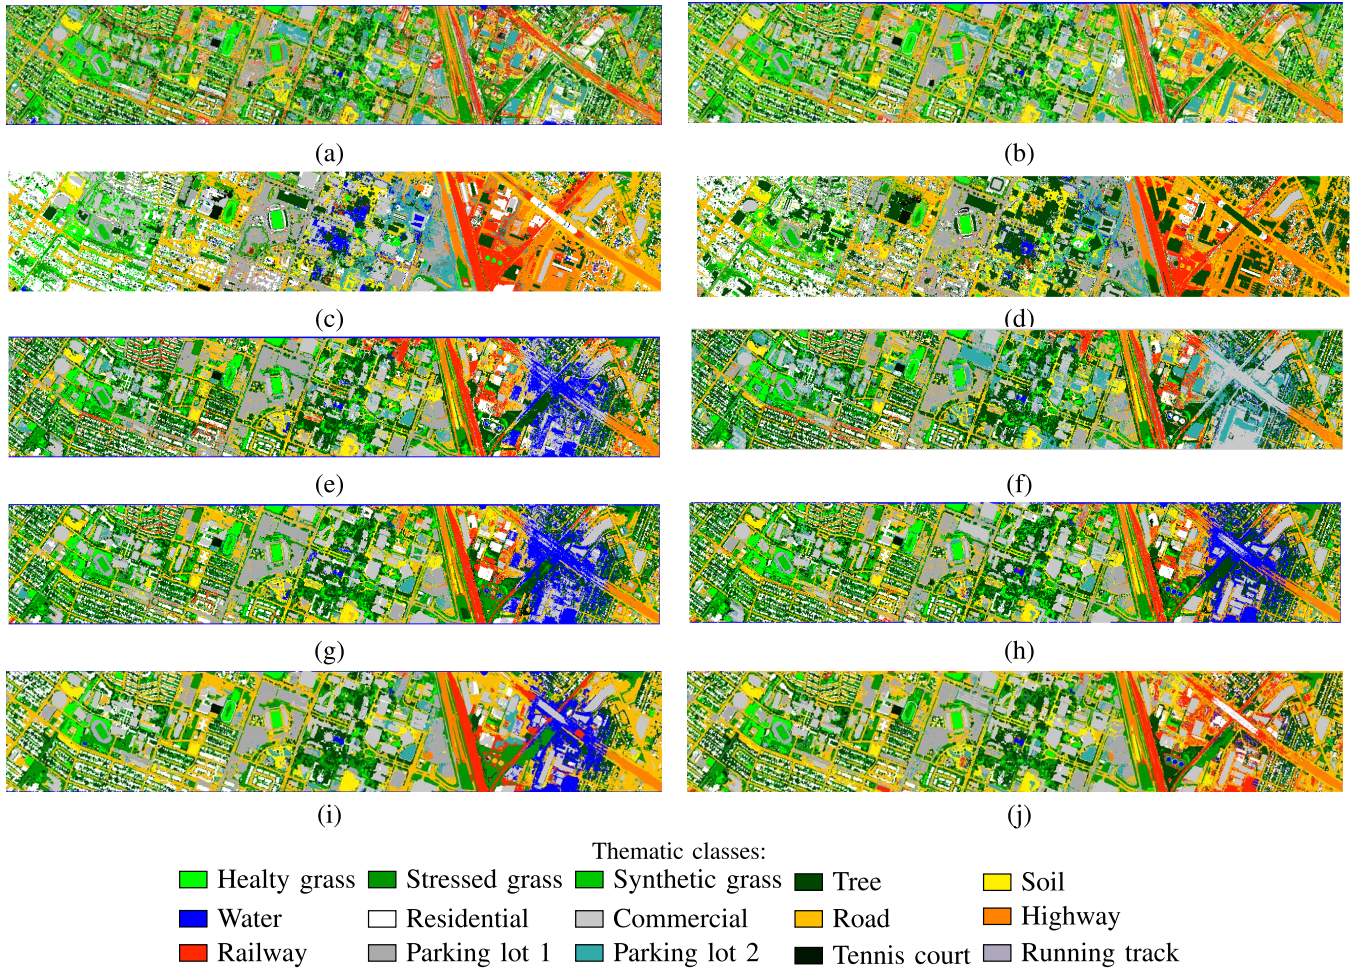 (a) (b)
(c) (d)
(e) (f)
(g) (h)
(i) (j)
Thematic classes:
Healty grass Stressed grass Synthetic grass Tree Soil
Water Residential Commercial Road Highway
Railway Parking lot 1 Parking lot 2 Tennis court Running track